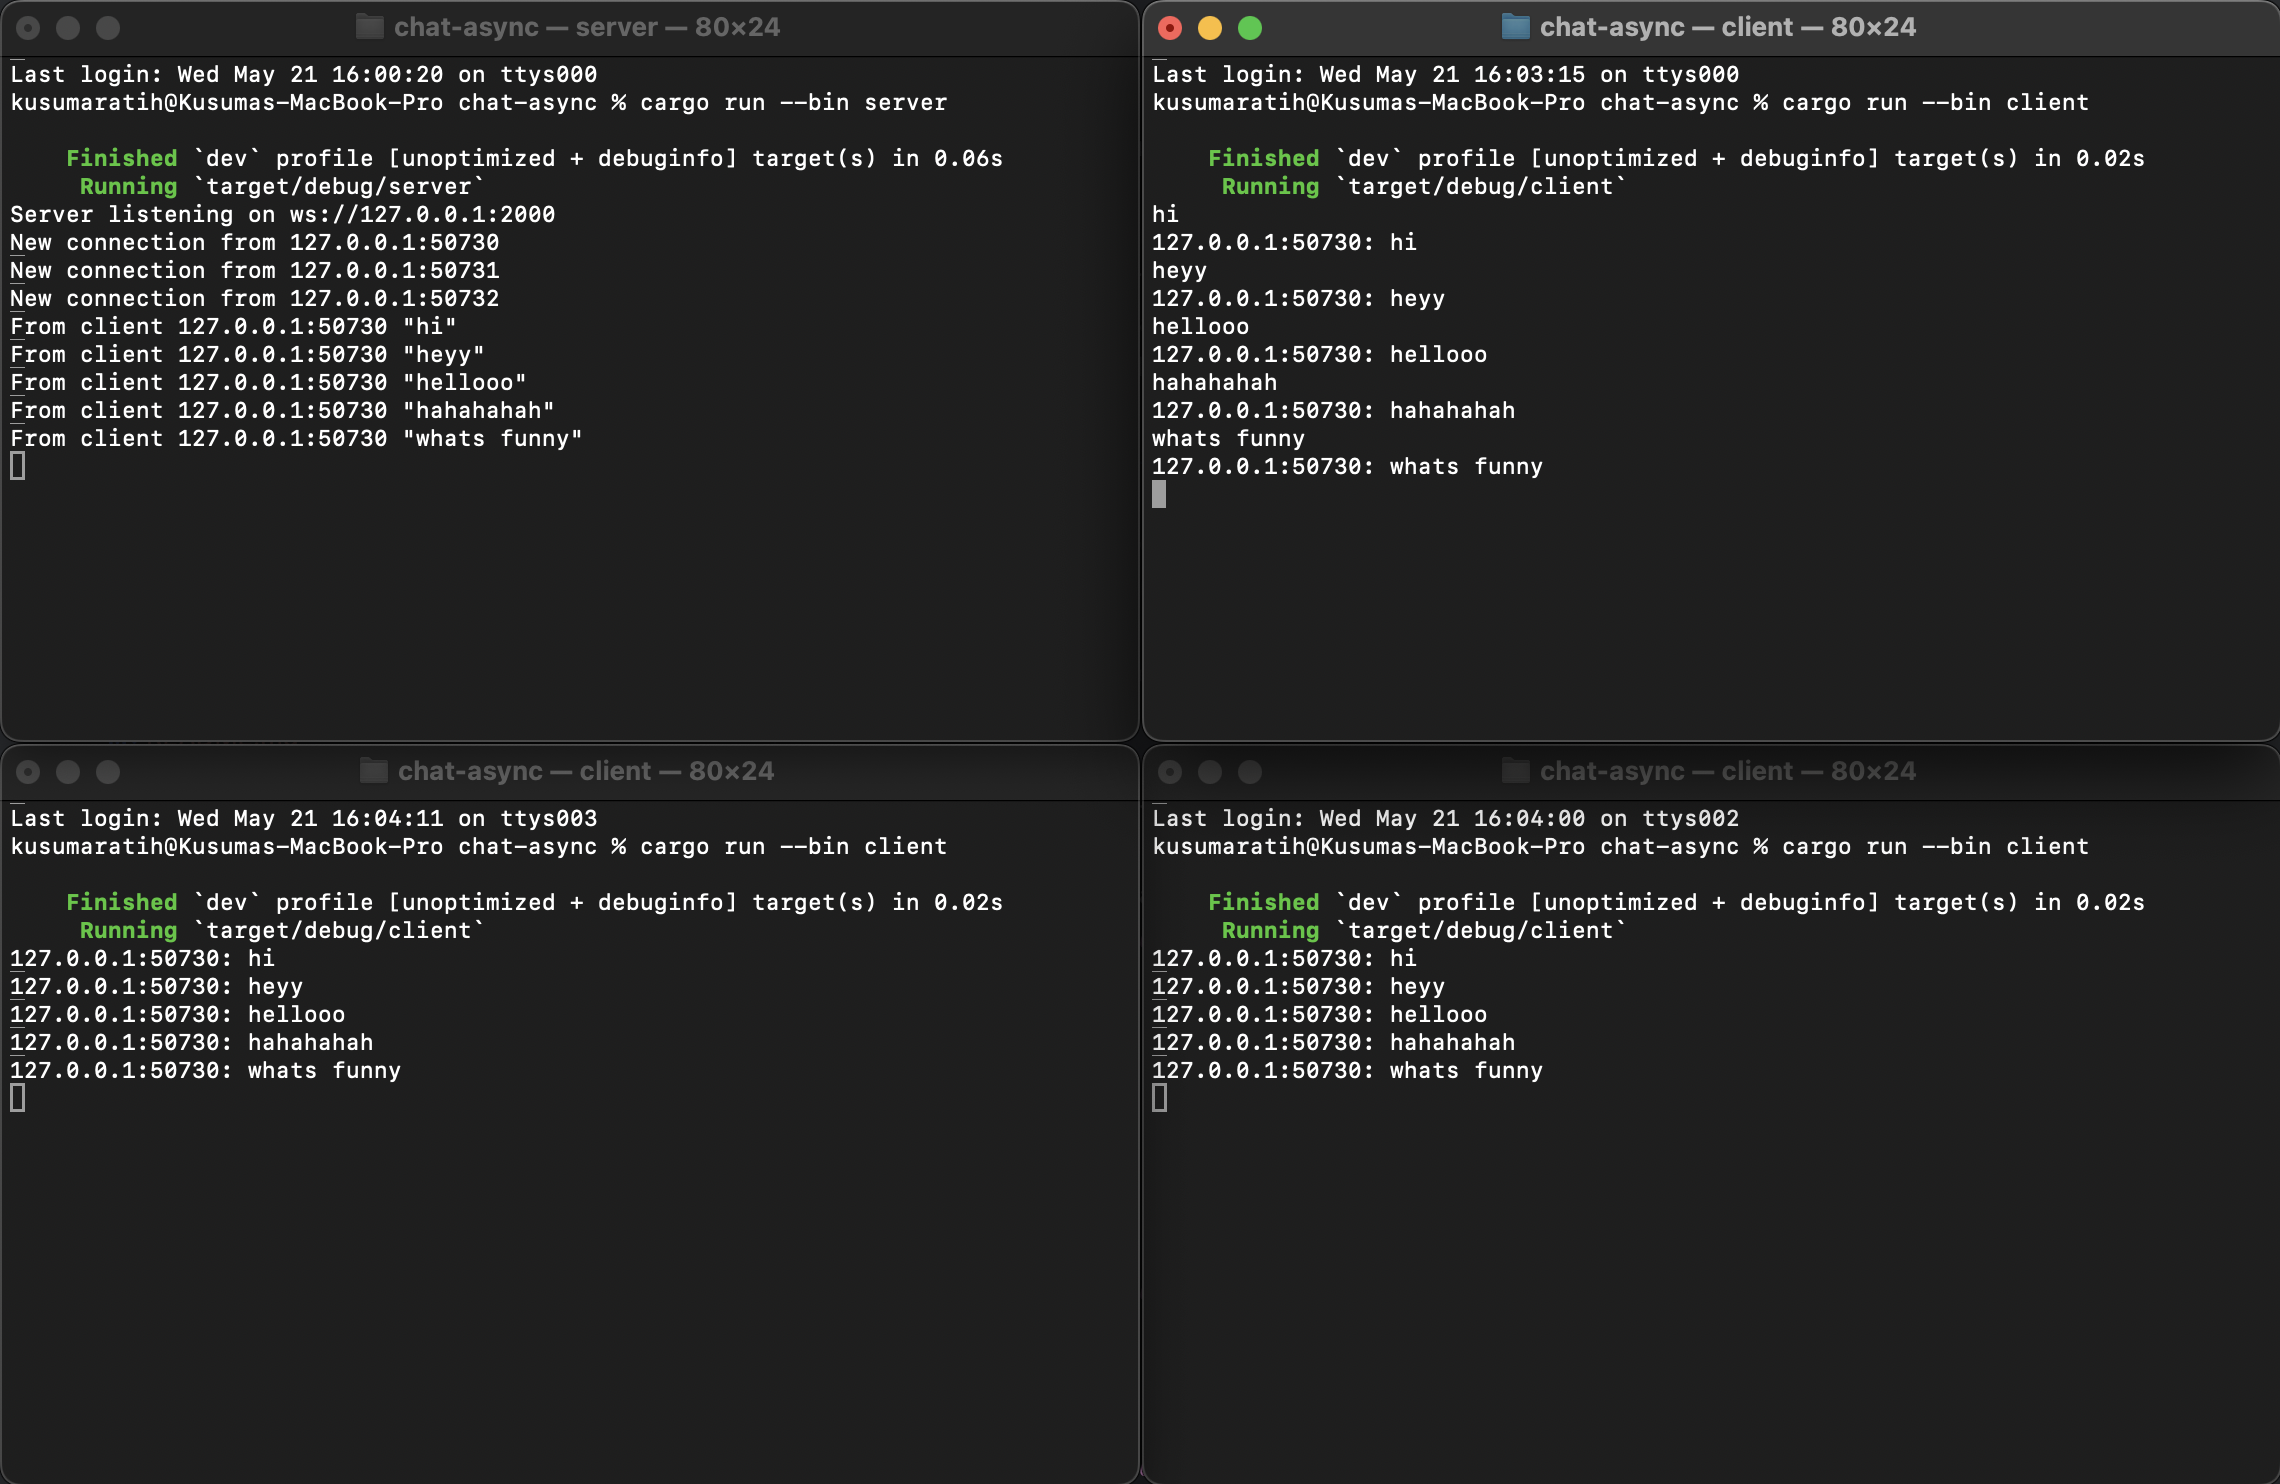 chat-async — server — 80×24
Last login: Wed May 21 16:00:20 on ttys000
kusumaratih@Kusumas-MacBook-Pro chat-async % cargo run --bin server
Finished `dev` profile [unoptimized + debuginfo] target(s) in 0.06s
Running `target/debug/server`
Server listening on ws://127.0.0.1:2000
New connection from 127.0.0.1:50730
New connection from 127.0.0.1:50731
New connection from 127.0.0.1:50732
From client 127.0.0.1:50730 "hi"
From client 127.0.0.1:50730 "heyy"
From client 127.0.0.1:50730 "hellooo"
From client 127.0.0.1:50730 "hahahahah"
From client 127.0.0.1:50730 "whats funny"
chat-async — client — 80×24
Last login: Wed May 21 16:03:15 on ttys000
kusumaratih@Kusumas-MacBook-Pro chat-async % cargo run --bin client
Finished `dev` profile [unoptimized + debuginfo] target(s) in 0.02s
Running `target/debug/client`
hi
127.0.0.1:50730: hi
heyy
127.0.0.1:50730: heyy
hellooo
127.0.0.1:50730: hellooo
hahahahah
127.0.0.1:50730: hahahahah
whats funny
127.0.0.1:50730: whats funny
chat-async — client — 80×24
Last login: Wed May 21 16:04:11 on ttys003
kusumaratih@Kusumas-MacBook-Pro chat-async % cargo run --bin client
Finished `dev` profile [unoptimized + debuginfo] target(s) in 0.02s
Running `target/debug/client`
127.0.0.1:50730: hi
127.0.0.1:50730: heyy
127.0.0.1:50730: hellooo
127.0.0.1:50730: hahahahah
127.0.0.1:50730: whats funny
chat-async — client — 80×24
Last login: Wed May 21 16:04:00 on ttys002
kusumaratih@Kusumas-MacBook-Pro chat-async % cargo run --bin client
Finished `dev` profile [unoptimized + debuginfo] target(s) in 0.02s
Running `target/debug/client`
127.0.0.1:50730: hi
127.0.0.1:50730: heyy
127.0.0.1:50730: hellooo
127.0.0.1:50730: hahahahah
127.0.0.1:50730: whats funny